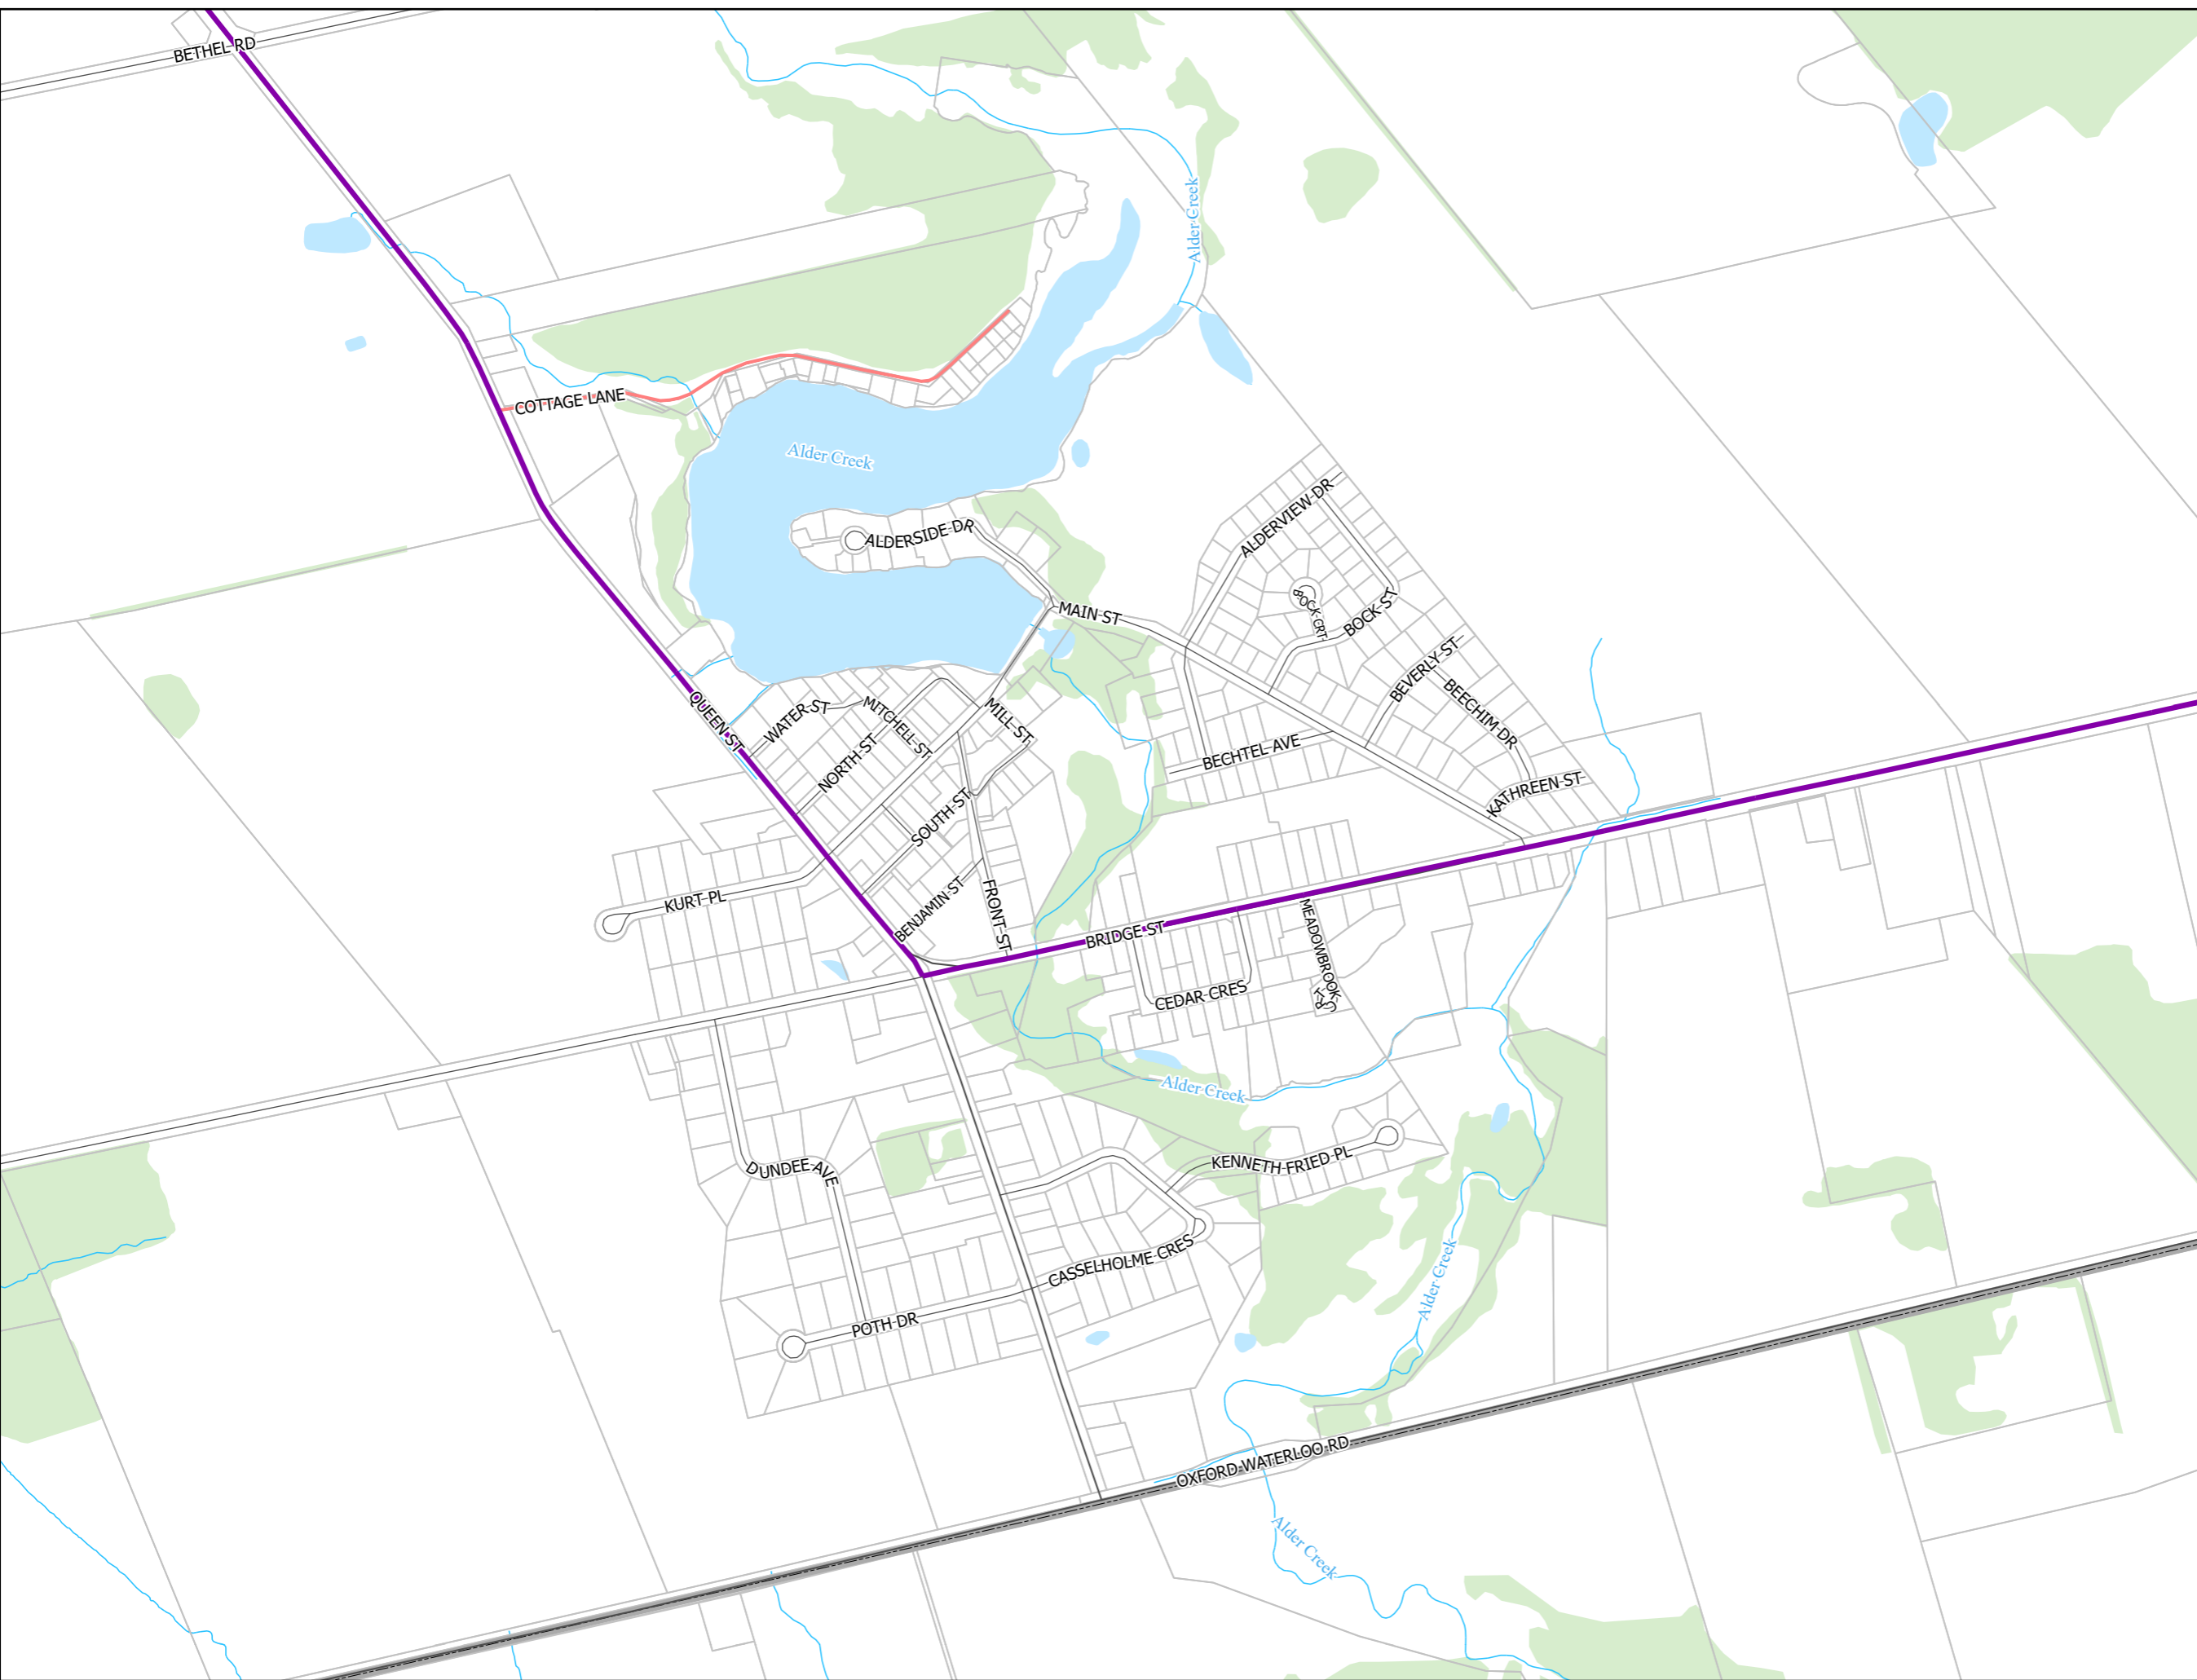 BETHEL RD
Alder Creek
COTTAGE LANE
Alder Creek
ALDERVIEW DR
ALDERSIDE DR
BOCK CRT
BOCK ST
MAIN ST
BEVERLY ST
BEECHIM DR
QUEEN ST
WATER ST
MITCHELL ST
MILL ST
NORTH ST
BECHTEL AVE
KATHREEN ST
SOUTH ST
KURT PL
BENJAMIN ST
FRONT ST
BRIDGE ST
MEADOWBROOK
CRT
CEDAR CRES
Alder Creek
DUNDEE AVE
KENNETH FRIED PL
CASSELHOLME CRES
Alder Creek
POTH DR
OXFORD-WATERLOO RD
Alder Creek